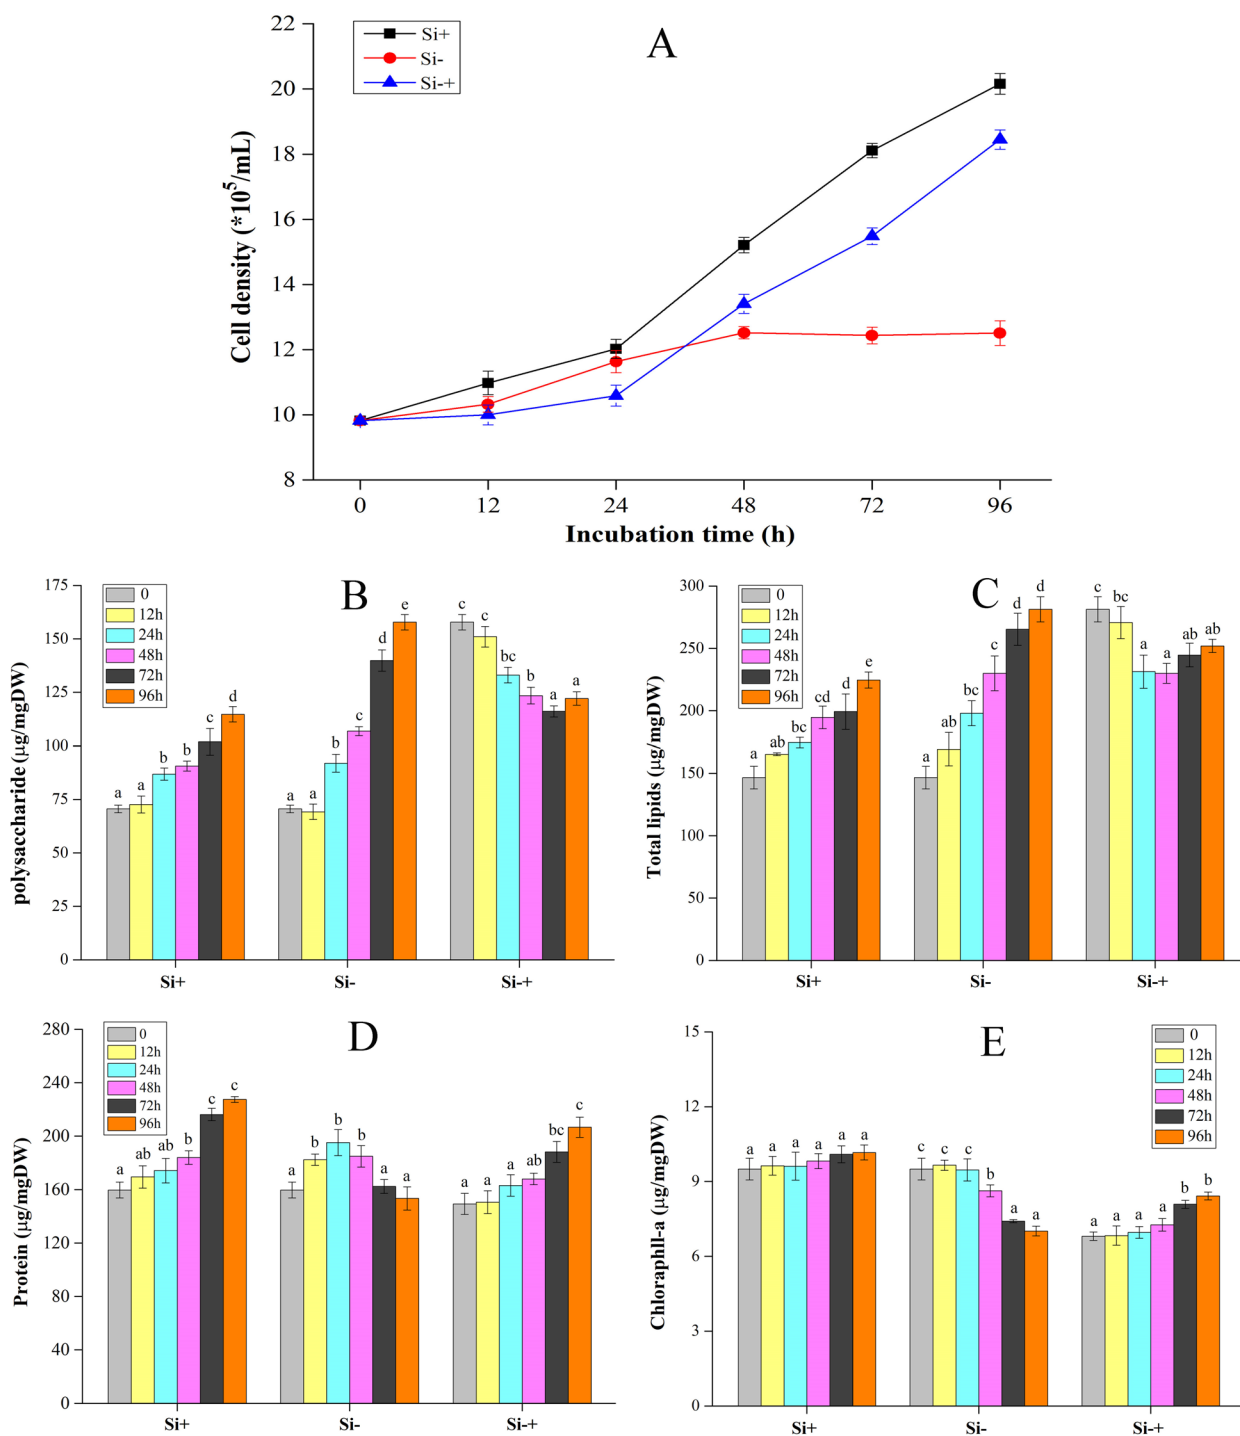 A
Si+
Si-
Si-+
22
20
18
16
14
12
10
8
Cell density (*10^5/mL)
0 12 24 48 72 96
Incubation time (h)
B
0
12h
24h
48h
72h
96h
175
150
125
100
75
50
25
0
polysaccharide (μg/mgDW)
a a b b c d
a a b b d e
c c bc b a a
Si+ Si- Si-+
C
0
12h
24h
48h
72h
96h
300
250
200
150
100
50
0
Total lipids (μg/mgDW)
a ab bc cd d e
a ab bc c d d
c bc a a ab ab
Si+ Si- Si-+
D
0
12h
24h
48h
72h
96h
280
240
200
160
120
80
40
0
Protein (μg/mgDW)
a ab ab b c c
a b b b a a
a a a ab bc c
Si+ Si- Si-+
E
0
12h
24h
48h
72h
96h
15
12
9
6
3
0
Chloraphll-a (μg/mgDW)
a a a a a a
c c c b a a
a a a a b b
Si+ Si- Si-+